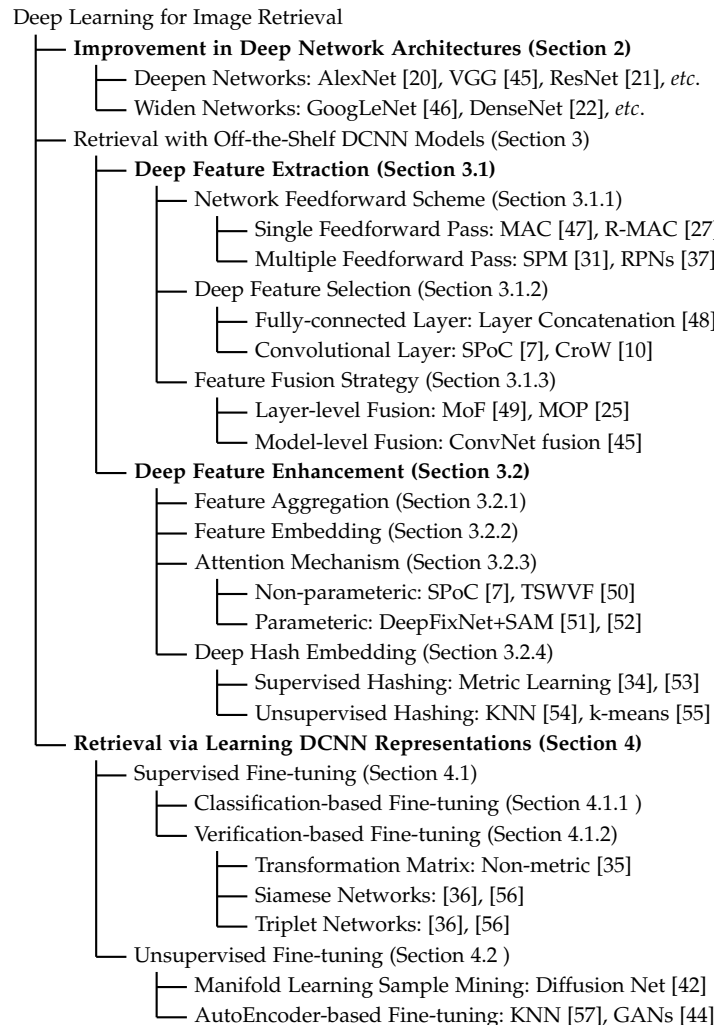 Deep Learning for Image Retrieval
Improvement in Deep Network Architectures (Section 2)
Deepen Networks: AlexNet [20], VGG [45], ResNet [21], etc.
Widen Networks: GoogLeNet [46], DenseNet [22], etc.
Retrieval with Off-the-Shelf DCNN Models (Section 3)
Deep Feature Extraction (Section 3.1)
Network Feedforward Scheme (Section 3.1.1)
Single Feedforward Pass: MAC [47], R-MAC [27]
Multiple Feedforward Pass: SPM [31], RPNs [37]
Deep Feature Selection (Section 3.1.2)
Fully-connected Layer: Layer Concatenation [48]
Convolutional Layer: SPoC [7], CroW [10]
Feature Fusion Strategy (Section 3.1.3)
Layer-level Fusion: MoF [49], MOP [25]
Model-level Fusion: ConvNet fusion [45]
Deep Feature Enhancement (Section 3.2)
Feature Aggregation (Section 3.2.1)
Feature Embedding (Section 3.2.2)
Attention Mechanism (Section 3.2.3)
Non-parameteric: SPoC [7], TSWVF [50]
Parameteric: DeepFixNet+SAM [51], [52]
Deep Hash Embedding (Section 3.2.4)
Supervised Hashing: Metric Learning [34], [53]
Unsupervised Hashing: KNN [54], k-means [55]
Retrieval via Learning DCNN Representations (Section 4)
Supervised Fine-tuning (Section 4.1)
Classification-based Fine-tuning (Section 4.1.1 )
Verification-based Fine-tuning (Section 4.1.2)
Transformation Matrix: Non-metric [35]
Siamese Networks: [36], [56]
Triplet Networks: [36], [56]
Unsupervised Fine-tuning (Section 4.2 )
Manifold Learning Sample Mining: Diffusion Net [42]
AutoEncoder-based Fine-tuning: KNN [57], GANs [44]